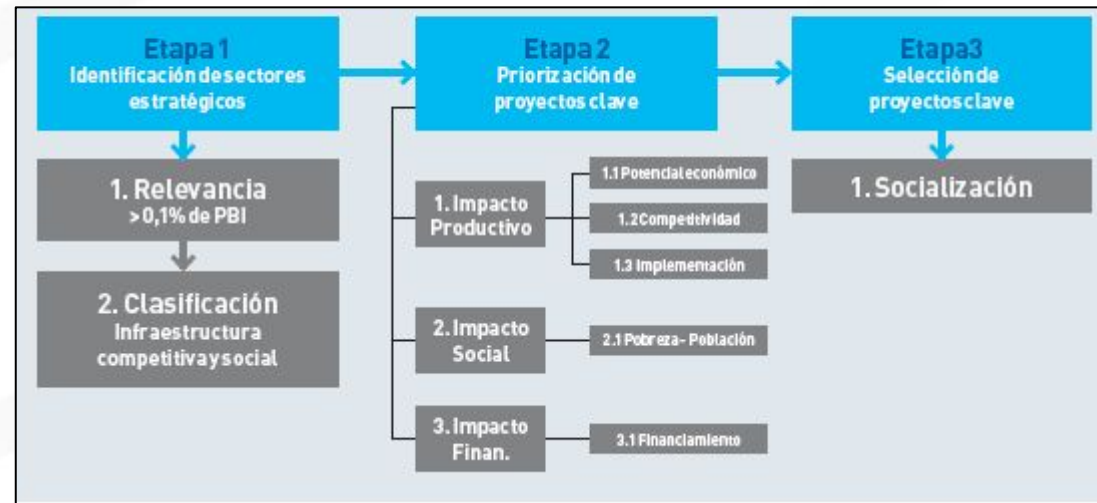 Etapa 1
Identificación de sectores
estratégicos
1. Relevancia
>0,1% de PBI
2. Clasificación
Infraestructura
competitiva y social
Etapa 2
Priorización de
proyectos clave
1. Impacto
Productivo
1.1 Potencial económico
1.2 Competitividad
1.3 Implementación
2. Impacto
Social
2.1 Pobreza - Población
3. Impacto
Finan.
3.1 Financiamiento
Etapa3
Selección de
proyectos clave
1. Socialización